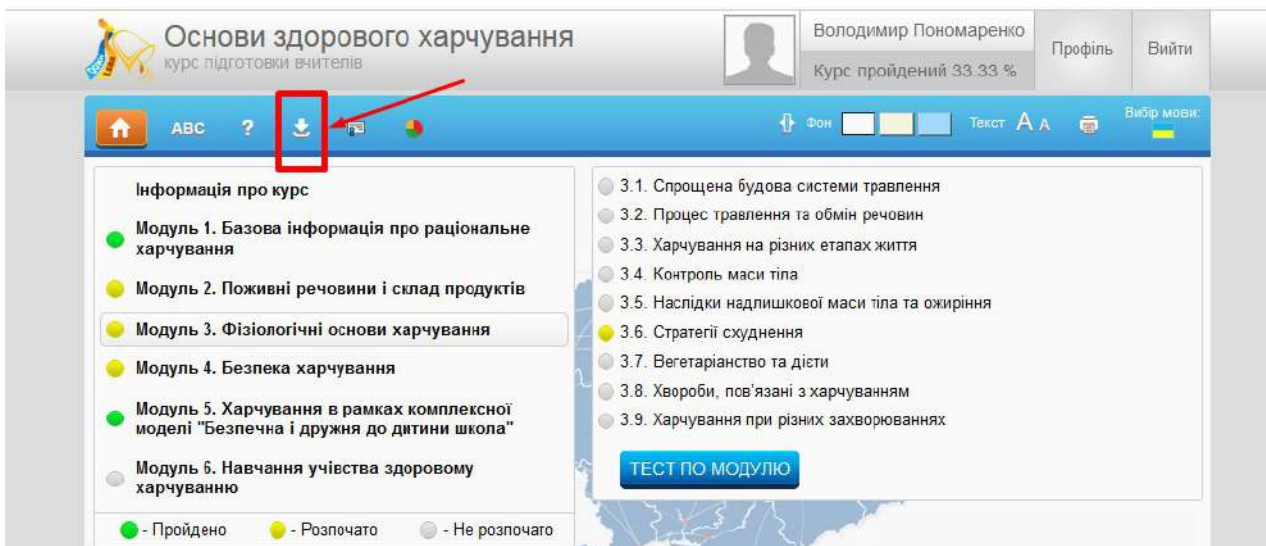 Основи здорового харчування
курс підготовки вчителів
Володимир Пономаренко
Курс пройдений 33.33 %
Профіль
Вийти
ABC ?
Фон
Текст А А
Вибір мови:
Інформація про курс
Модуль 1. Базова інформація про раціональне
харчування
Модуль 2. Поживні речовини і склад продуктів
Модуль 3. Фізіологічні основи харчування
Модуль 4. Безпека харчування
Модуль 5. Харчування в рамках комплексної
моделі "Безпечна і дружня до дитини школа"
Модуль 6. Навчання учнівства здоровому
харчуванню
- Пройдено - Розпочато - Не розпочато
3.1. Спрощена будова системи травлення
3.2. Процес травлення та обмін речовин
3.3. Харчування на різних етапах життя
3.4. Контроль маси тіла
3.5. Наслідки надлишкової маси тіла та ожиріння
3.6. Стратегії схуднення
3.7. Вегетаріанство та дієти
3.8. Хвороби, пов'язані з харчуванням
3.9. Харчування при різних захворюваннях
ТЕСТ ПО МОДУЛЮ